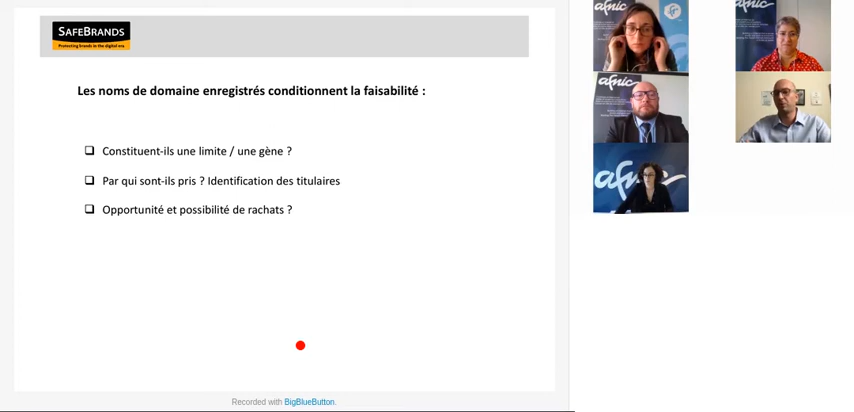 SAFEBRANDS
Protecting brands in the digital era
Les noms de domaine enregistrés conditionnent la faisabilité :
Constituent-ils une limite / une gène ?
Par qui sont-ils pris ? Identification des titulaires
Opportunité et possibilité de rachats ?
Recorded with BigBlueButton.
afnic
afnic
afnic
afnic